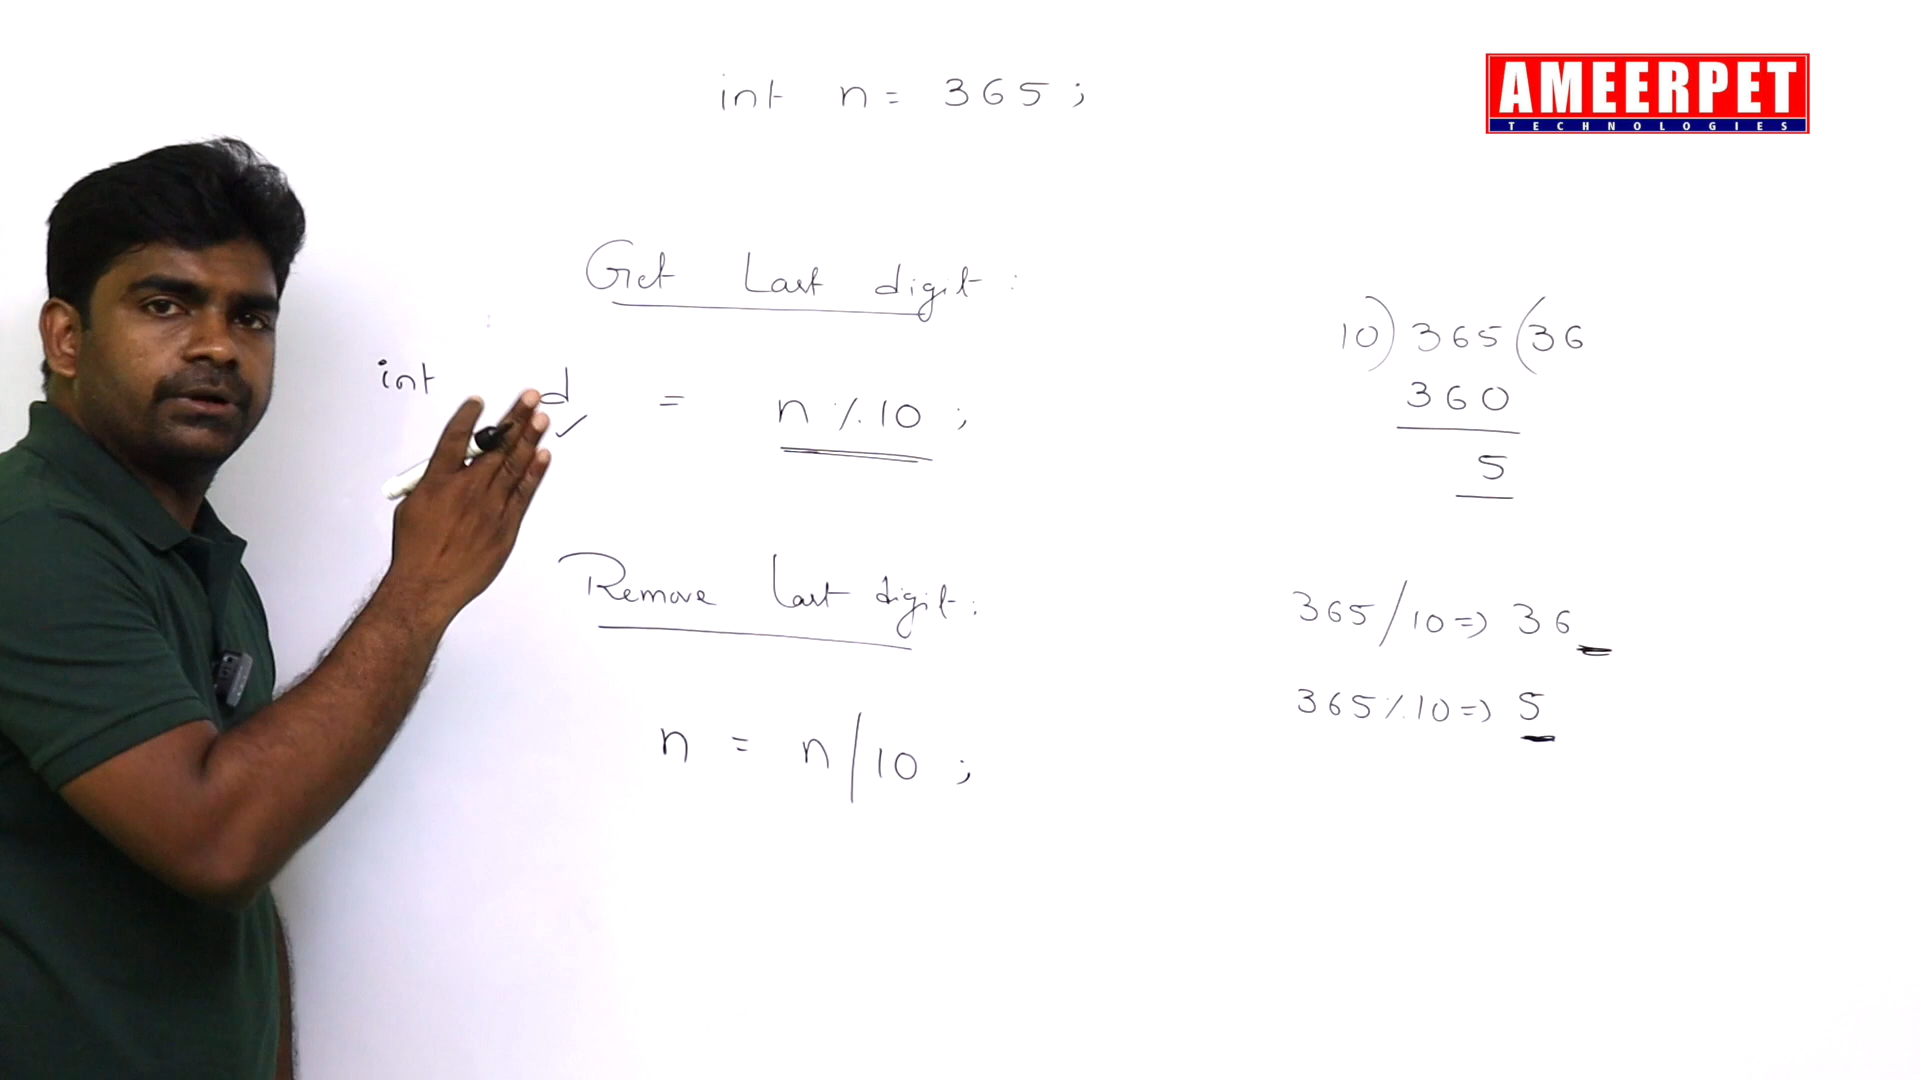 int n = 365 ;
AMEERPET
TECHNOLOGIES
Get Last digit :
int d = n % 10 ;
Remove Last digit :
n = n / 10 ;
10 ) 365 ( 36
360
5
365 / 10 => 36
365 % 10 => 5